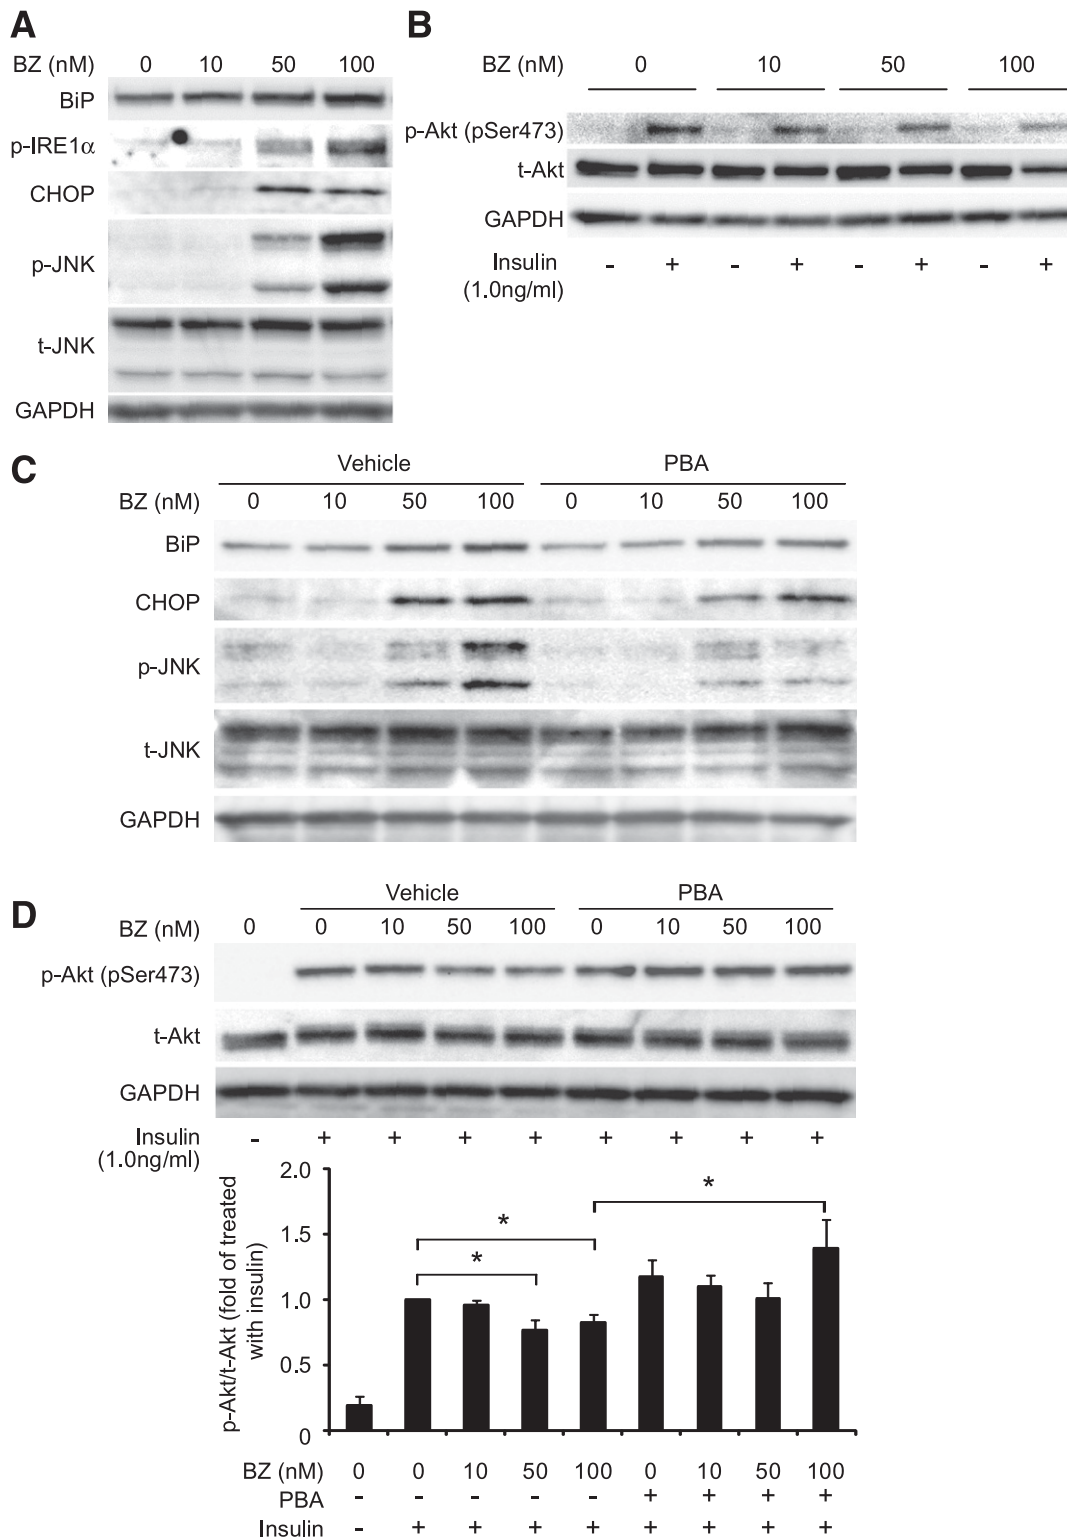 A
BZ (nM) 0 10 50 100
BiP
p-IRE1α
CHOP
p-JNK
t-JNK
GAPDH
B
BZ (nM) 0 10 50 100
p-Akt (pSer473)
t-Akt
GAPDH
Insulin - + - + - + - +
(1.0ng/ml)
C
Vehicle PBA
BZ (nM) 0 10 50 100 0 10 50 100
BiP
CHOP
p-JNK
t-JNK
GAPDH
D
Vehicle PBA
BZ (nM) 0 0 10 50 100 0 10 50 100
p-Akt (pSer473)
t-Akt
GAPDH
Insulin - + + + + + + + +
(1.0ng/ml)
p-Akt/t-Akt (fold of treated
with insulin)
2.0
1.5
1.0
0.5
0
*
*
*
BZ (nM) 0 0 10 50 100 0 10 50 100
PBA - - - - - + + + +
Insulin - + + + + + + + +